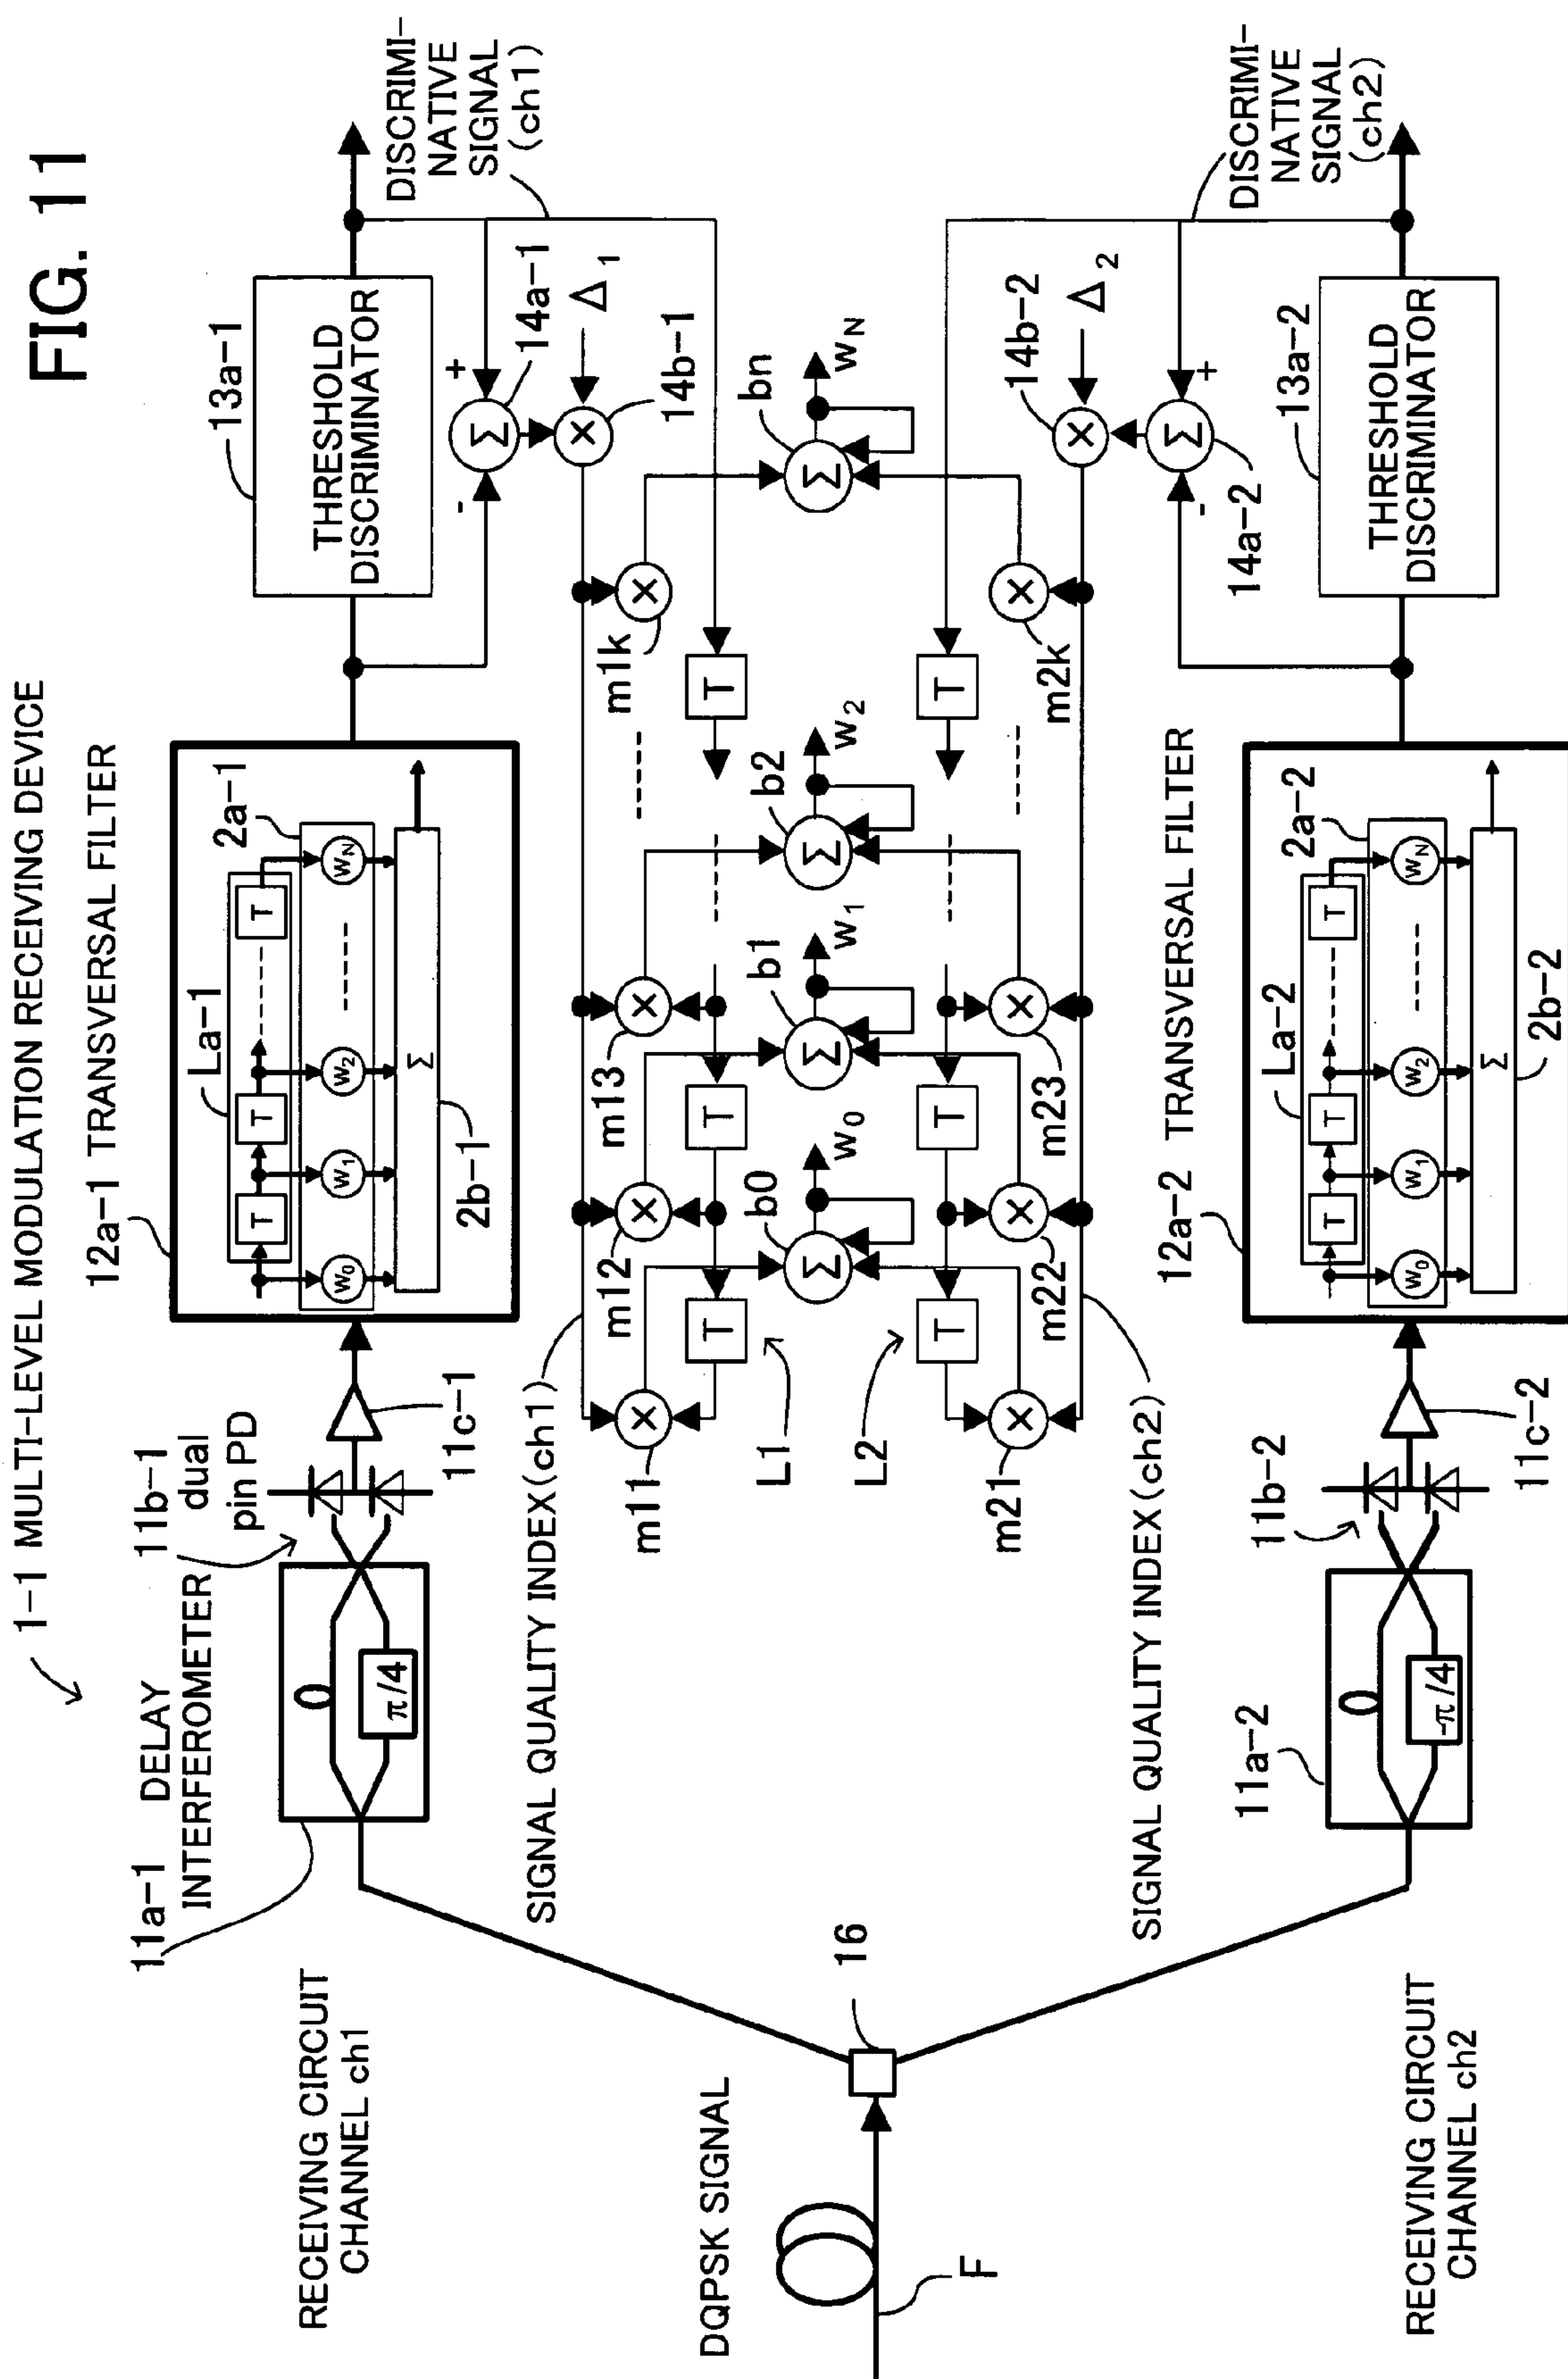 FIG. 11
1-1 MULTI-LEVEL MODULATION RECEIVING DEVICE
11a-1 DELAY
INTERFEROMETER
π/4
11b-1
dual
pin PD
11c-1
12a-1 TRANSVERSAL FILTER
La-1
T
T
T
2a-1
W0
W1
W2
WN
Σ
2b-1
13a-1
THRESHOLD
DISCRIMINATOR
DISCRIMI-
NATIVE
SIGNAL
(ch1)
+
-
Σ
14a-1
×
Δ1
14b-1
RECEIVING CIRCUIT
CHANNEL ch1
SIGNAL QUALITY INDEX(ch1)
m11
×
m12
×
m13
×
m1k
×
L1
T
T
T
b0
Σ
W0
b1
Σ
W1
b2
Σ
W2
bn
Σ
WN
L2
T
T
T
m21
×
m22
×
m23
×
m2k
×
SIGNAL QUALITY INDEX(ch2)
DQPSK SIGNAL
F
16
14b-2
×
Δ2
Σ
14a-2
+
-
DISCRIMI-
NATIVE
SIGNAL
(ch2)
RECEIVING CIRCUIT
CHANNEL ch2
11a-2
-π/4
11b-2
11c-2
12a-2 TRANSVERSAL FILTER
La-2
T
T
T
2a-2
W0
W1
W2
WN
Σ
2b-2
13a-2
THRESHOLD
DISCRIMINATOR